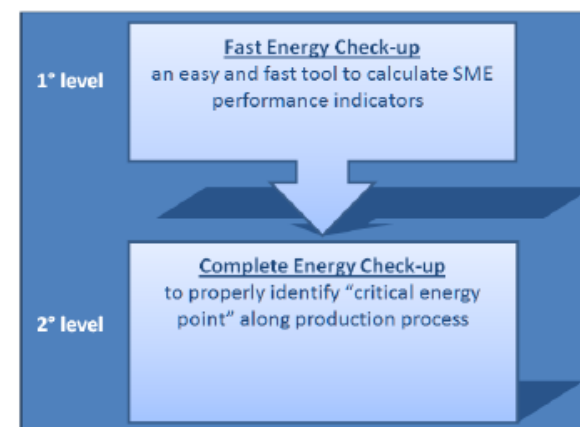 1° level
Fast Energy Check-up
an easy and fast tool to calculate SME
performance indicators
2° level
Complete Energy Check-up
to properly identify “critical energy
point” along production process